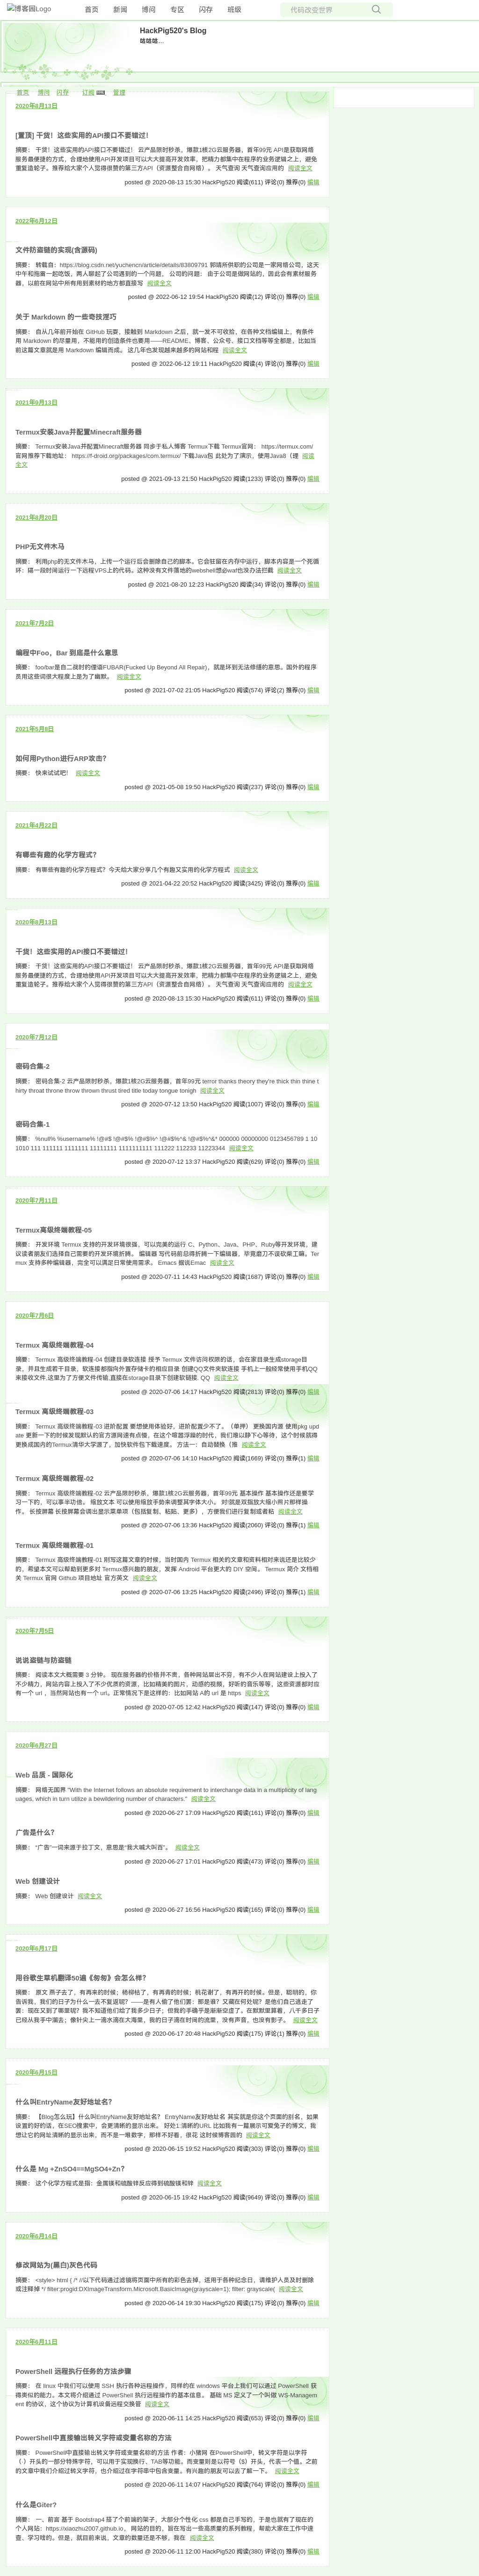 博客园Logo
首页 新闻 博问 专区 闪存 班级
代码改变世界
HackPig520's Blog
咕咕咕...
首页 博问 闪存 订阅 管理
2020年8月13日
[置顶] 干货！这些实用的API接口不要错过！
摘要： 干货！这些实用的API接口不要错过！ 云产品限时秒杀，爆款1核2G云服务器，首年99元 API是获取网络
服务最便捷的方式，合理地使用API开发项目可以大大提高开发效率，把精力都集中在程序的业务逻辑之上，避免
重复造轮子。推荐给大家个人觉得很赞的第三方API（资源整合自网络）。 天气查询 天气查询应用的 阅读全文
posted @ 2020-08-13 15:30 HackPig520 阅读(611) 评论(0) 推荐(0) 编辑
2022年6月12日
文件防盗链的实现(含源码)
摘要： 转载自：https://blog.csdn.net/yuchencn/article/details/83809791 郭靖所供职的公司是一家网络公司，这天
中午和拖雷一起吃饭，两人聊起了公司遇到的一个问题。 公司的问题： 由于公司是做网站的，因此会有素材服务
器，以前在网站中所有用到素材的地方都直接写 阅读全文
posted @ 2022-06-12 19:54 HackPig520 阅读(12) 评论(0) 推荐(0) 编辑
关于 Markdown 的一些奇技淫巧
摘要： 自从几年前开始在 GitHub 玩耍，接触到 Markdown 之后，就一发不可收拾，在各种文档编辑上，有条件
用 Markdown 的尽量用，不能用的创造条件也要用——README、博客、公众号、接口文档等等全都是，比如当
前这篇文章就是用 Markdown 编辑而成。 这几年也发现越来越多的网站和程 阅读全文
posted @ 2022-06-12 19:11 HackPig520 阅读(4) 评论(0) 推荐(0) 编辑
2021年9月13日
Termux安装Java并配置Minecraft服务器
摘要： Termux安装Java并配置Minecraft服务器 同步于私人博客 Termux下载 Termux官网： https://termux.com/
官网推荐下载地址： https://f-droid.org/packages/com.termux/ 下载Java包 此处为了演示，使用Java8（理 阅读
全文
posted @ 2021-09-13 21:50 HackPig520 阅读(1233) 评论(0) 推荐(0) 编辑
2021年8月20日
PHP无文件木马
摘要： 利用php的无文件木马，上传一个运行后会删除自己的脚本。它会驻留在内存中运行，脚本内容是一个死循
环：隔一段时间运行一下远程VPS上的代码。这种没有文件落地的webshell想必waf也没办法拦截 阅读全文
posted @ 2021-08-20 12:23 HackPig520 阅读(34) 评论(0) 推荐(0) 编辑
2021年7月2日
编程中Foo，Bar 到底是什么意思
摘要： foo/bar是自二战时的俚语FUBAR(Fucked Up Beyond All Repair)，就是坏到无法修缮的意思。国外的程序
员用这些词很大程度上是为了幽默。 阅读全文
posted @ 2021-07-02 21:05 HackPig520 阅读(574) 评论(2) 推荐(0) 编辑
2021年5月8日
如何用Python进行ARP攻击？
摘要： 快来试试吧！ 阅读全文
posted @ 2021-05-08 19:50 HackPig520 阅读(237) 评论(0) 推荐(0) 编辑
2021年4月22日
有哪些有趣的化学方程式？
摘要： 有哪些有趣的化学方程式？今天给大家分享几个有趣又实用的化学方程式 阅读全文
posted @ 2021-04-22 20:52 HackPig520 阅读(3425) 评论(0) 推荐(0) 编辑
2020年8月13日
干货！这些实用的API接口不要错过！
摘要： 干货！这些实用的API接口不要错过！ 云产品限时秒杀，爆款1核2G云服务器，首年99元 API是获取网络
服务最便捷的方式，合理地使用API开发项目可以大大提高开发效率，把精力都集中在程序的业务逻辑之上，避免
重复造轮子。推荐给大家个人觉得很赞的第三方API（资源整合自网络）。 天气查询 天气查询应用的 阅读全文
posted @ 2020-08-13 15:30 HackPig520 阅读(611) 评论(0) 推荐(0) 编辑
2020年7月12日
密码合集-2
摘要： 密码合集-2 云产品限时秒杀，爆款1核2G云服务器，首年99元 terror thanks theory they're thick thin thine t
hirty throat throne throw thrown thrust tired title today tongue tonigh 阅读全文
posted @ 2020-07-12 13:50 HackPig520 阅读(1007) 评论(0) 推荐(0) 编辑
密码合集-1
摘要： %null% %username% !@#$ !@#$% !@#$%^ !@#$%^& !@#$%^&* 000000 00000000 0123456789 1 10
1010 111 111111 1111111 11111111 1111111111 111222 112233 11223344 阅读全文
posted @ 2020-07-12 13:37 HackPig520 阅读(629) 评论(0) 推荐(0) 编辑
2020年7月11日
Termux高级终端教程-05
摘要： 开发环境 Termux 支持的开发环境很强，可以完美的运行 C、Python、Java、PHP、Ruby等开发环境，建
议读者朋友们选择自己需要的开发环境折腾。 编辑器 写代码前总得折腾一下编辑器，毕竟磨刀不误砍柴工嘛。Ter
mux 支持多种编辑器，完全可以满足日常使用需求。 Emacs 据说Emac 阅读全文
posted @ 2020-07-11 14:43 HackPig520 阅读(1687) 评论(0) 推荐(0) 编辑
2020年7月6日
Termux 高级终端教程-04
摘要： Termux 高级终端教程-04 创建目录软连接 授予 Termux 文件访问权限的话，会在家目录生成storage目
录，并且生成若干目录，软连接都指向外置存储卡的相应目录 创建QQ文件夹软连接 手机上一般经常使用手机QQ
来接收文件,这里为了方便文件传输,直接在storage目录下创建软链接. QQ 阅读全文
posted @ 2020-07-06 14:17 HackPig520 阅读(2813) 评论(0) 推荐(0) 编辑
Termux 高级终端教程-03
摘要： Termux 高级终端教程-03 进阶配置 要想使用体验好，进阶配置少不了。（单押） 更换国内源 使用pkg upd
ate 更新一下的时候发现默认的官方源网速有点慢，在这个喧嚣浮躁的时代，我们难以静下心等待，这个时候就得
更换成国内的Termux清华大学源了，加快软件包下载速度。 方法一：自动替换（推 阅读全文
posted @ 2020-07-06 14:10 HackPig520 阅读(1669) 评论(0) 推荐(1) 编辑
Termux 高级终端教程-02
摘要： Termux 高级终端教程-02 云产品限时秒杀，爆款1核2G云服务器，首年99元 基本操作 基本操作还是要学
习一下的，可以事半功倍。 缩放文本 可以使用缩放手势来调整其字体大小。 对!就是双指放大缩小照片那样操
作。 长按屏幕 长按屏幕会调出显示菜单项（包括复制、粘贴、更多），方便我们进行复制或者粘 阅读全文
posted @ 2020-07-06 13:36 HackPig520 阅读(2060) 评论(0) 推荐(1) 编辑
Termux 高级终端教程-01
摘要： Termux 高级终端教程-01 刚写这篇文章的时候，当时国内 Termux 相关的文章和资料相对来说还是比较少
的，希望本文可以帮助到更多对 Termux感兴趣的朋友，发挥 Android 平台更大的 DIY 空间。 Termux 简介 文档相
关 Termux 官网 Github 项目地址 官方英文 阅读全文
posted @ 2020-07-06 13:25 HackPig520 阅读(2496) 评论(0) 推荐(1) 编辑
2020年7月5日
说说盗链与防盗链
摘要： 阅读本文大概需要 3 分钟。 现在服务器的价格并不贵，各种网站层出不穷，有不少人在网站建设上投入了
不少精力，网站内容上投入了不少优质的资源，比如精美的图片，动感的视频，好听的音乐等等，这些资源都对应
有一个 url ，当然网站也有一个 url。正常情况下是这样的：比如网站 A的 url 是 https 阅读全文
posted @ 2020-07-05 12:42 HackPig520 阅读(147) 评论(0) 推荐(0) 编辑
2020年6月27日
Web 品质 - 国际化
摘要： 网络无国界 "With the Internet follows an absolute requirement to interchange data in a multiplicity of lang
uages, which in turn utilize a bewildering number of characters." 阅读全文
posted @ 2020-06-27 17:09 HackPig520 阅读(161) 评论(0) 推荐(0) 编辑
广告是什么？
摘要： “广告”一词来源于拉丁文，意思是“我大喊大叫百”。 阅读全文
posted @ 2020-06-27 17:01 HackPig520 阅读(473) 评论(0) 推荐(0) 编辑
Web 创建设计
摘要： Web 创建设计 阅读全文
posted @ 2020-06-27 16:56 HackPig520 阅读(165) 评论(0) 推荐(0) 编辑
2020年6月17日
用谷歌生草机翻译50遍《匆匆》会怎么样？
摘要： 原文 燕子去了，有再来的时候；杨柳枯了，有再青的时候；桃花谢了，有再开的时候。但是，聪明的，你
告诉我，我们的日子为什么一去不复返呢？——是有人偷了他们罢：那是谁？又藏在何处呢？是他们自己逃走了
罢：现在又到了哪里呢？我不知道他们给了我多少日子；但我的手确乎是渐渐空虚了。在默默里算着，八千多日子
已经从我手中溜去；像针尖上一滴水滴在大海里，我的日子滴在时间的流里，没有声音，也没有影子。 阅读全文
posted @ 2020-06-17 20:48 HackPig520 阅读(175) 评论(1) 推荐(0) 编辑
2020年6月15日
什么叫EntryName友好地址名？
摘要： 【Blog怎么玩】什么叫EntryName友好地址名？ EntryName友好地址名 其实就是你这个页面的别名，如果
设置的好的话，在SEO搜索中，会更清晰的显示出来。 好处1:清晰的URL 比如我有一篇展示可爱兔子的博文，我
想让它的网址清晰的显示出来，而不是一堆数字，那样不好看，很老 这时候博客园的 阅读全文
posted @ 2020-06-15 19:52 HackPig520 阅读(303) 评论(0) 推荐(0) 编辑
什么是 Mg +ZnSO4==MgSO4+Zn？
摘要： 这个化学方程式是指：金属镁和硫酸锌反应得到硫酸镁和锌 阅读全文
posted @ 2020-06-15 19:42 HackPig520 阅读(9649) 评论(0) 推荐(0) 编辑
2020年6月14日
修改网站为(黑白)灰色代码
摘要： <style> html { /* //以下代码通过滤镜将页面中所有的彩色去掉，适用于各种纪念日，请维护人员及时删除
或注释掉 */ filter:progid:DXImageTransform.Microsoft.BasicImage(grayscale=1); filter: grayscale( 阅读全文
posted @ 2020-06-14 19:30 HackPig520 阅读(175) 评论(0) 推荐(0) 编辑
2020年6月11日
PowerShell 远程执行任务的方法步骤
摘要： 在 linux 中我们可以使用 SSH 执行各种远程操作，同样的在 windows 平台上我们可以通过 PowerShell 获
得类似的能力。本文将介绍通过 PowerShell 执行远程操作的基本信息。 基础 MS 定义了一个叫做 WS-Managem
ent 的协议，这个协议为计算机设备远程交换管 阅读全文
posted @ 2020-06-11 14:25 HackPig520 阅读(653) 评论(0) 推荐(0) 编辑
PowerShell中直接输出转义字符或变量名称的方法
摘要： PowerShell中直接输出转义字符或变量名称的方法 作者：小猪网 在PowerShell中，转义字符是以字符
（·）开头的一部分特殊字符，可以用于实现换行、TAB等功能。而变量则是以符号（$）开头，代表一个值。之前的
的文章中我们介绍过转义字符，也介绍过在字符串中包含变量。有兴趣的朋友可以去了解一下。 阅读全文
posted @ 2020-06-11 14:07 HackPig520 阅读(764) 评论(0) 推荐(0) 编辑
什么是Giter?
摘要： 一、前言 基于 Bootstrap4 搭了个前端的架子，大部分个性化 css 都是自己手写的，于是也就有了现在的
个人网站：https://xiaozhu2007.github.io， 网站的目的，旨在写出一些高质量的系列教程，帮助大家在工作中速
查、学习啥的。但是，就目前来说，文章的数量还是不够，我在 阅读全文
posted @ 2020-06-11 12:00 HackPig520 阅读(380) 评论(0) 推荐(0) 编辑